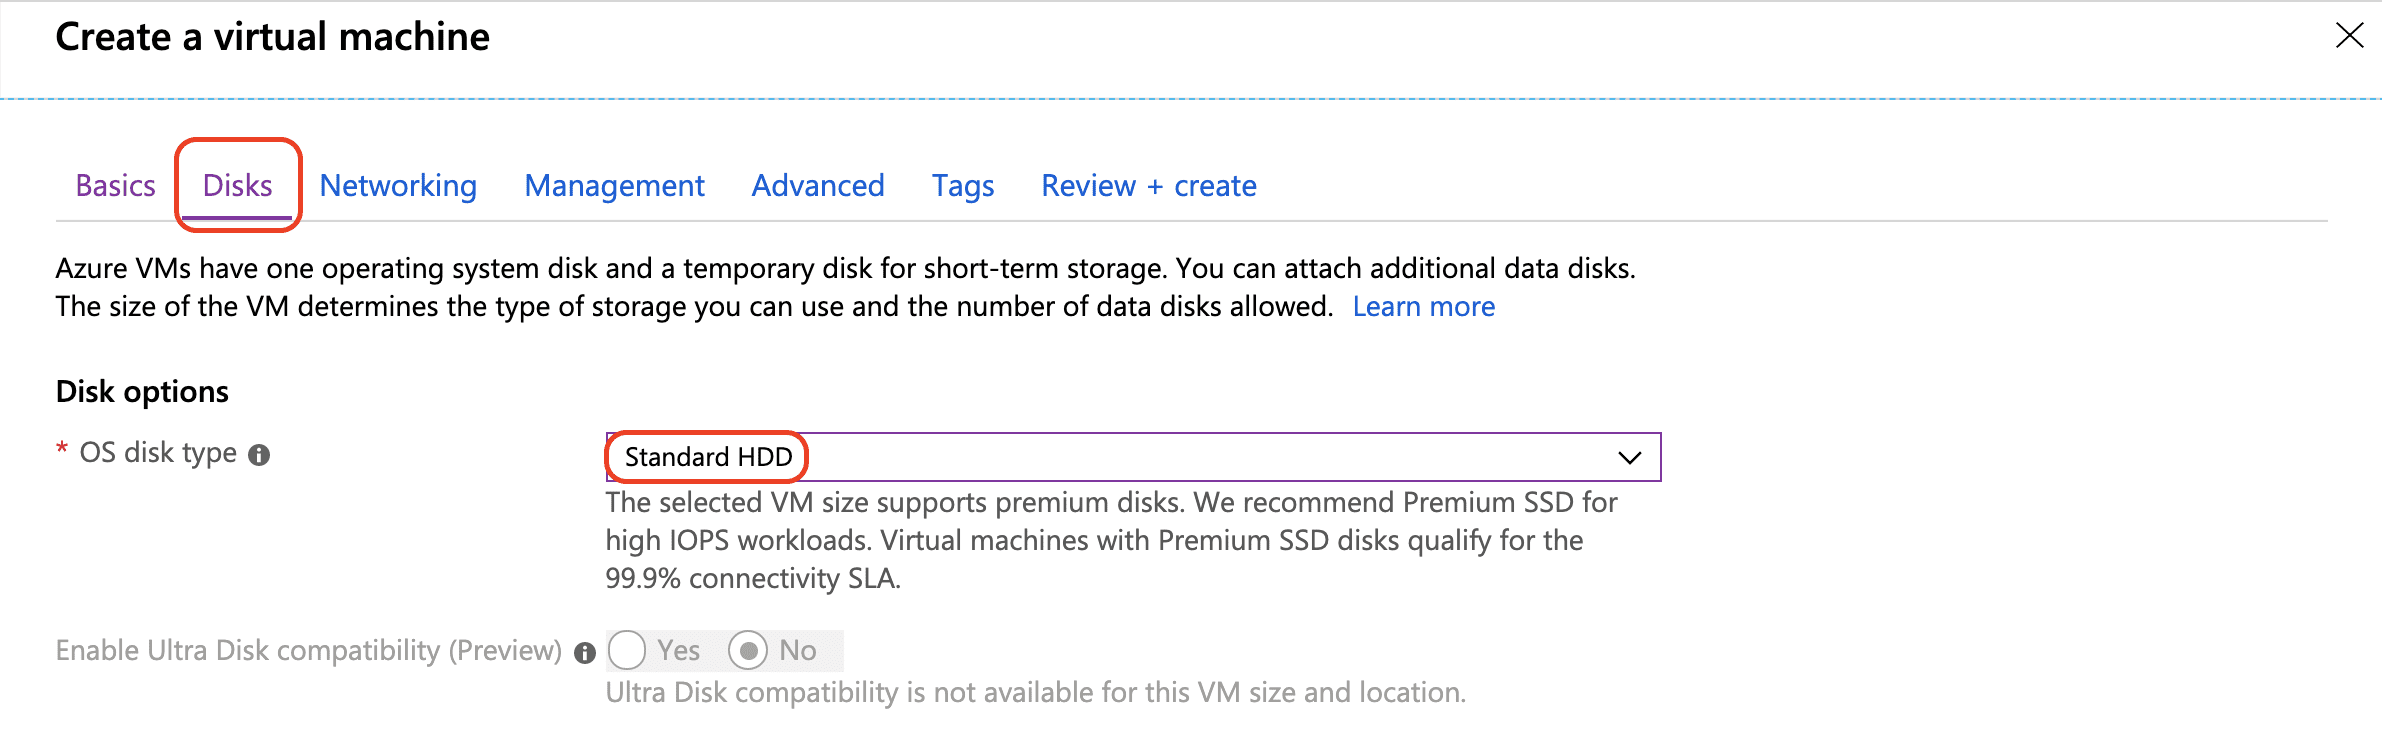 Create a virtual machine
Basics Disks Networking Management Advanced Tags Review + create
Azure VMs have one operating system disk and a temporary disk for short-term storage. You can attach additional data disks.
The size of the VM determines the type of storage you can use and the number of data disks allowed. Learn more
Disk options
* OS disk type
Standard HDD
The selected VM size supports premium disks. We recommend Premium SSD for
high IOPS workloads. Virtual machines with Premium SSD disks qualify for the
99.9% connectivity SLA.
Enable Ultra Disk compatibility (Preview) Yes No
Ultra Disk compatibility is not available for this VM size and location.